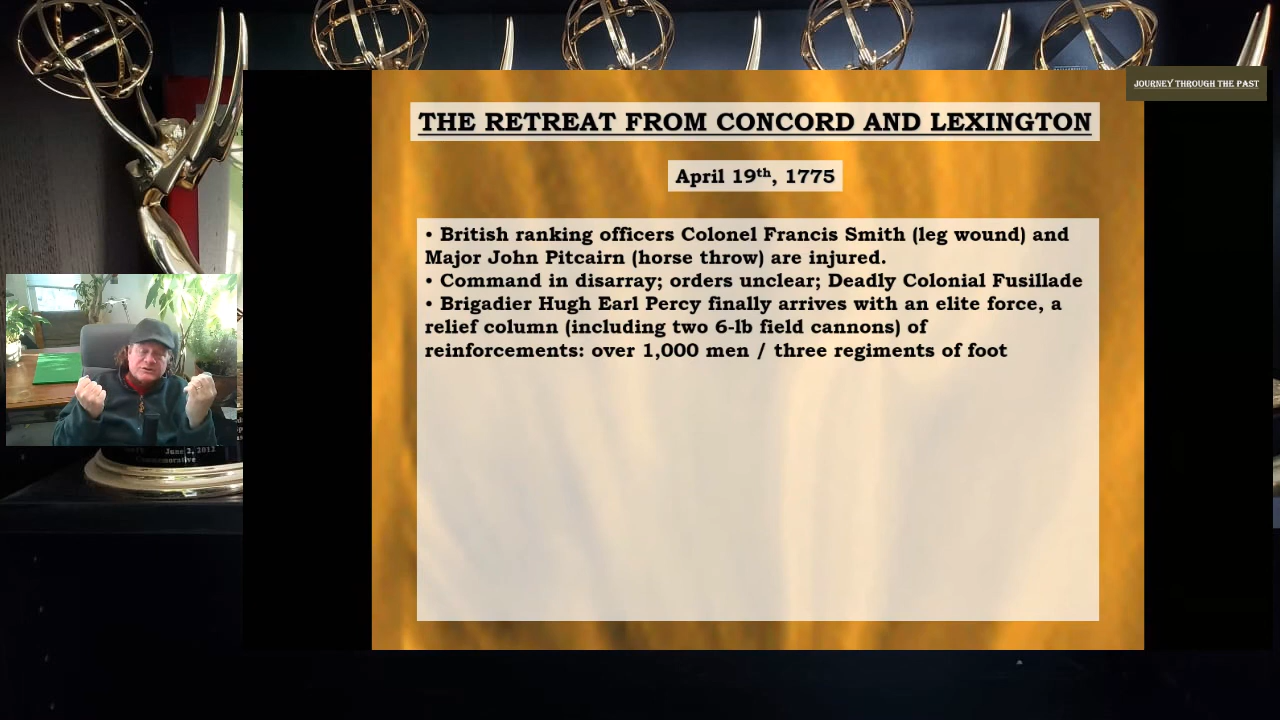 JOURNEY THROUGH THE PAST
THE RETREAT FROM CONCORD AND LEXINGTON
April 19th, 1775
• British ranking officers Colonel Francis Smith (leg wound) and
Major John Pitcairn (horse throw) are injured.
• Command in disarray; orders unclear; Deadly Colonial Fusillade
• Brigadier Hugh Earl Percy finally arrives with an elite force, a
relief column (including two 6-lb field cannons) of
reinforcements: over 1,000 men / three regiments of foot
June 2, 2012
Commemorative